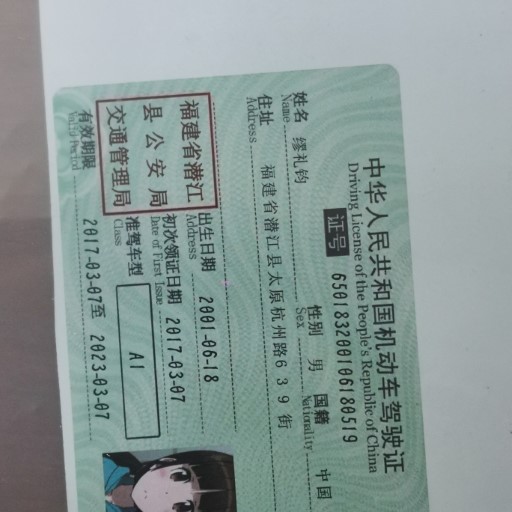 中华人民共和国机动车驾驶证
Driving License of the People's Republic of China
证号 650183200106180519
姓名 缪礼钧 性别 男 国籍 中国
Name Sex Nationality
住址 福建省潜江县太原杭州路639街
Address
福建省潜江
县公安局
交通管理局
出生日期 2001-06-18
Address
初次领证日期 2017-03-07
Date of First Issue
准驾车型 A1
Class
有效期限 2017-03-07至 2023-03-07
Valid Period